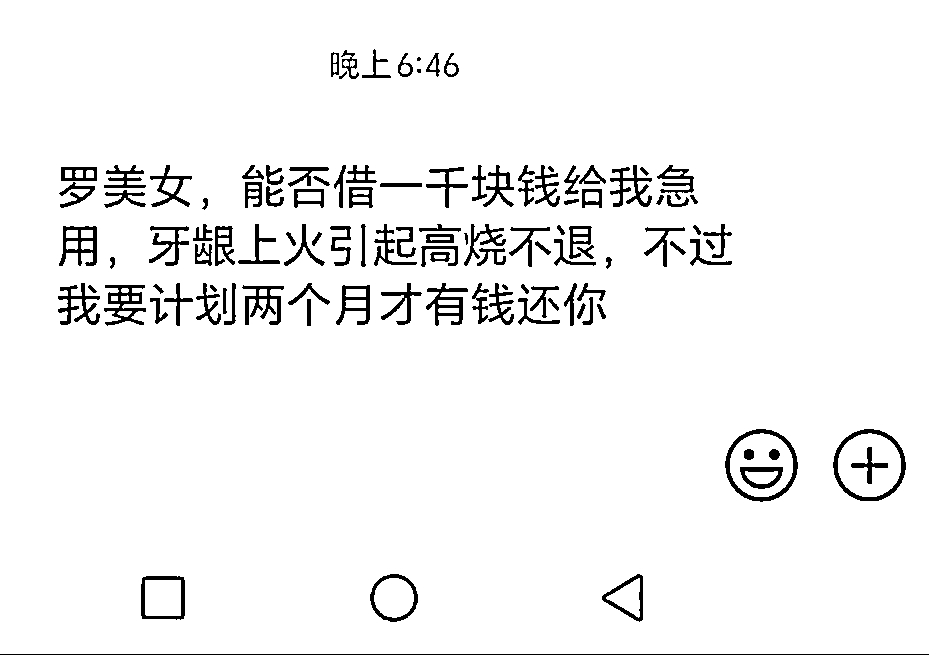 晚上6:46
罗美女，能否借一千块钱给我急
用，牙龈上火引起高烧不退，不过
我要计划两个月才有钱还你